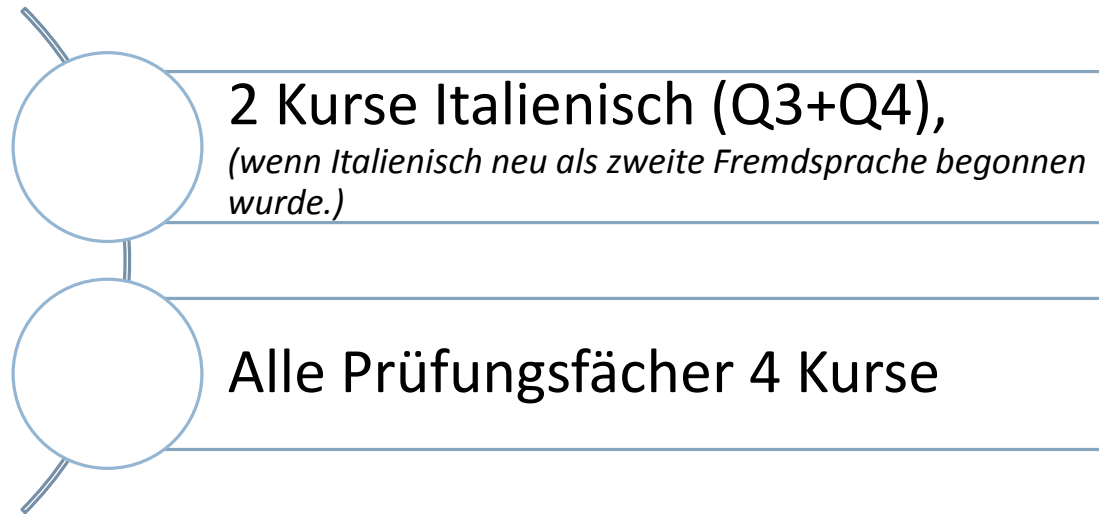 2 Kurse Italienisch (Q3+Q4),
(wenn Italienisch neu als zweite Fremdsprache begonnen
wurde.)
Alle Prüfungsfächer 4 Kurse